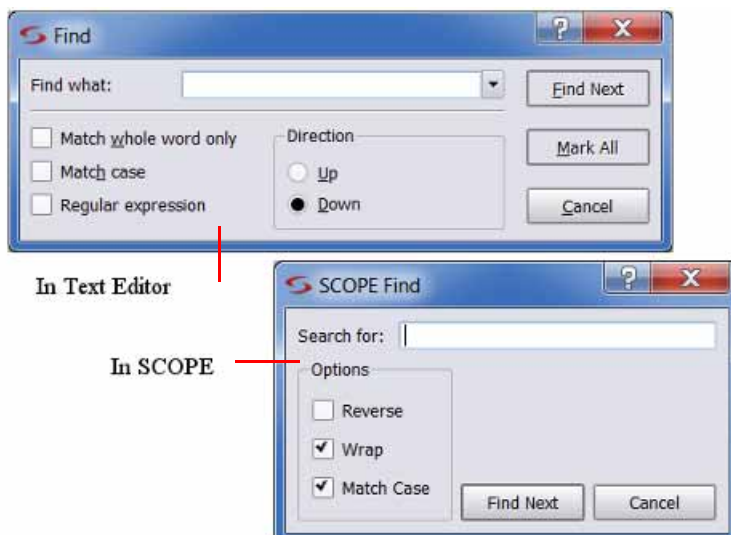 Find
Find what:
Find Next
Match whole word only
Direction
Mark All
Match case
Up
Regular expression
Down
Cancel
In Text Editor
SCOPE Find
Search for:
In SCOPE
Options
Reverse
Wrap
Match Case
Find Next
Cancel